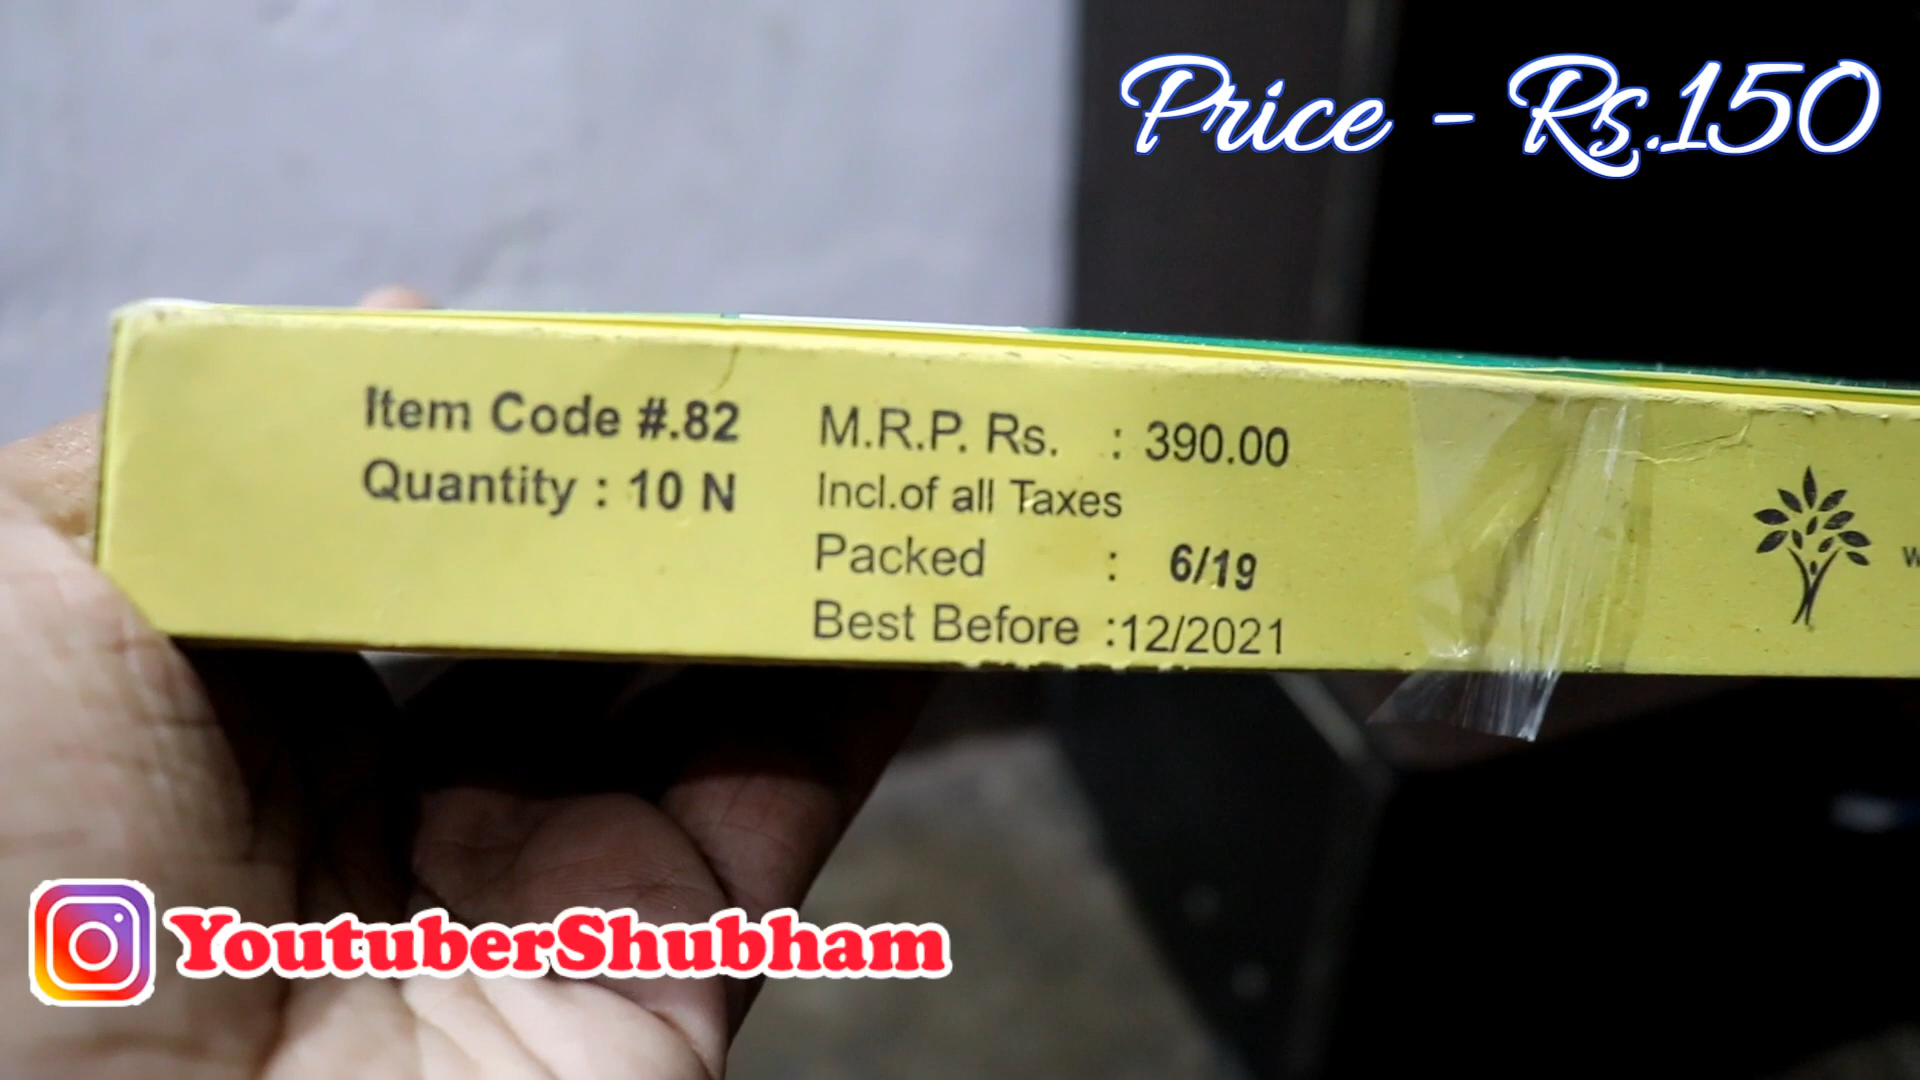 Price - Rs.150
Item Code #.82
Quantity : 10 N
M.R.P. Rs. : 390.00
Incl.of all Taxes
Packed : 6/19
Best Before :12/2021
YoutuberShubham